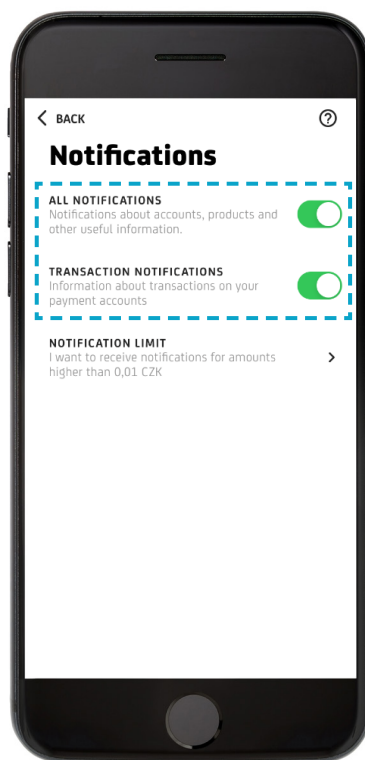 BACK
Notifications
ALL NOTIFICATIONS
Notifications about accounts, products and
other useful information.
TRANSACTION NOTIFICATIONS
Information about transactions on your
payment accounts
NOTIFICATION LIMIT
I want to receive notifications for amounts
higher than 0,01 CZK